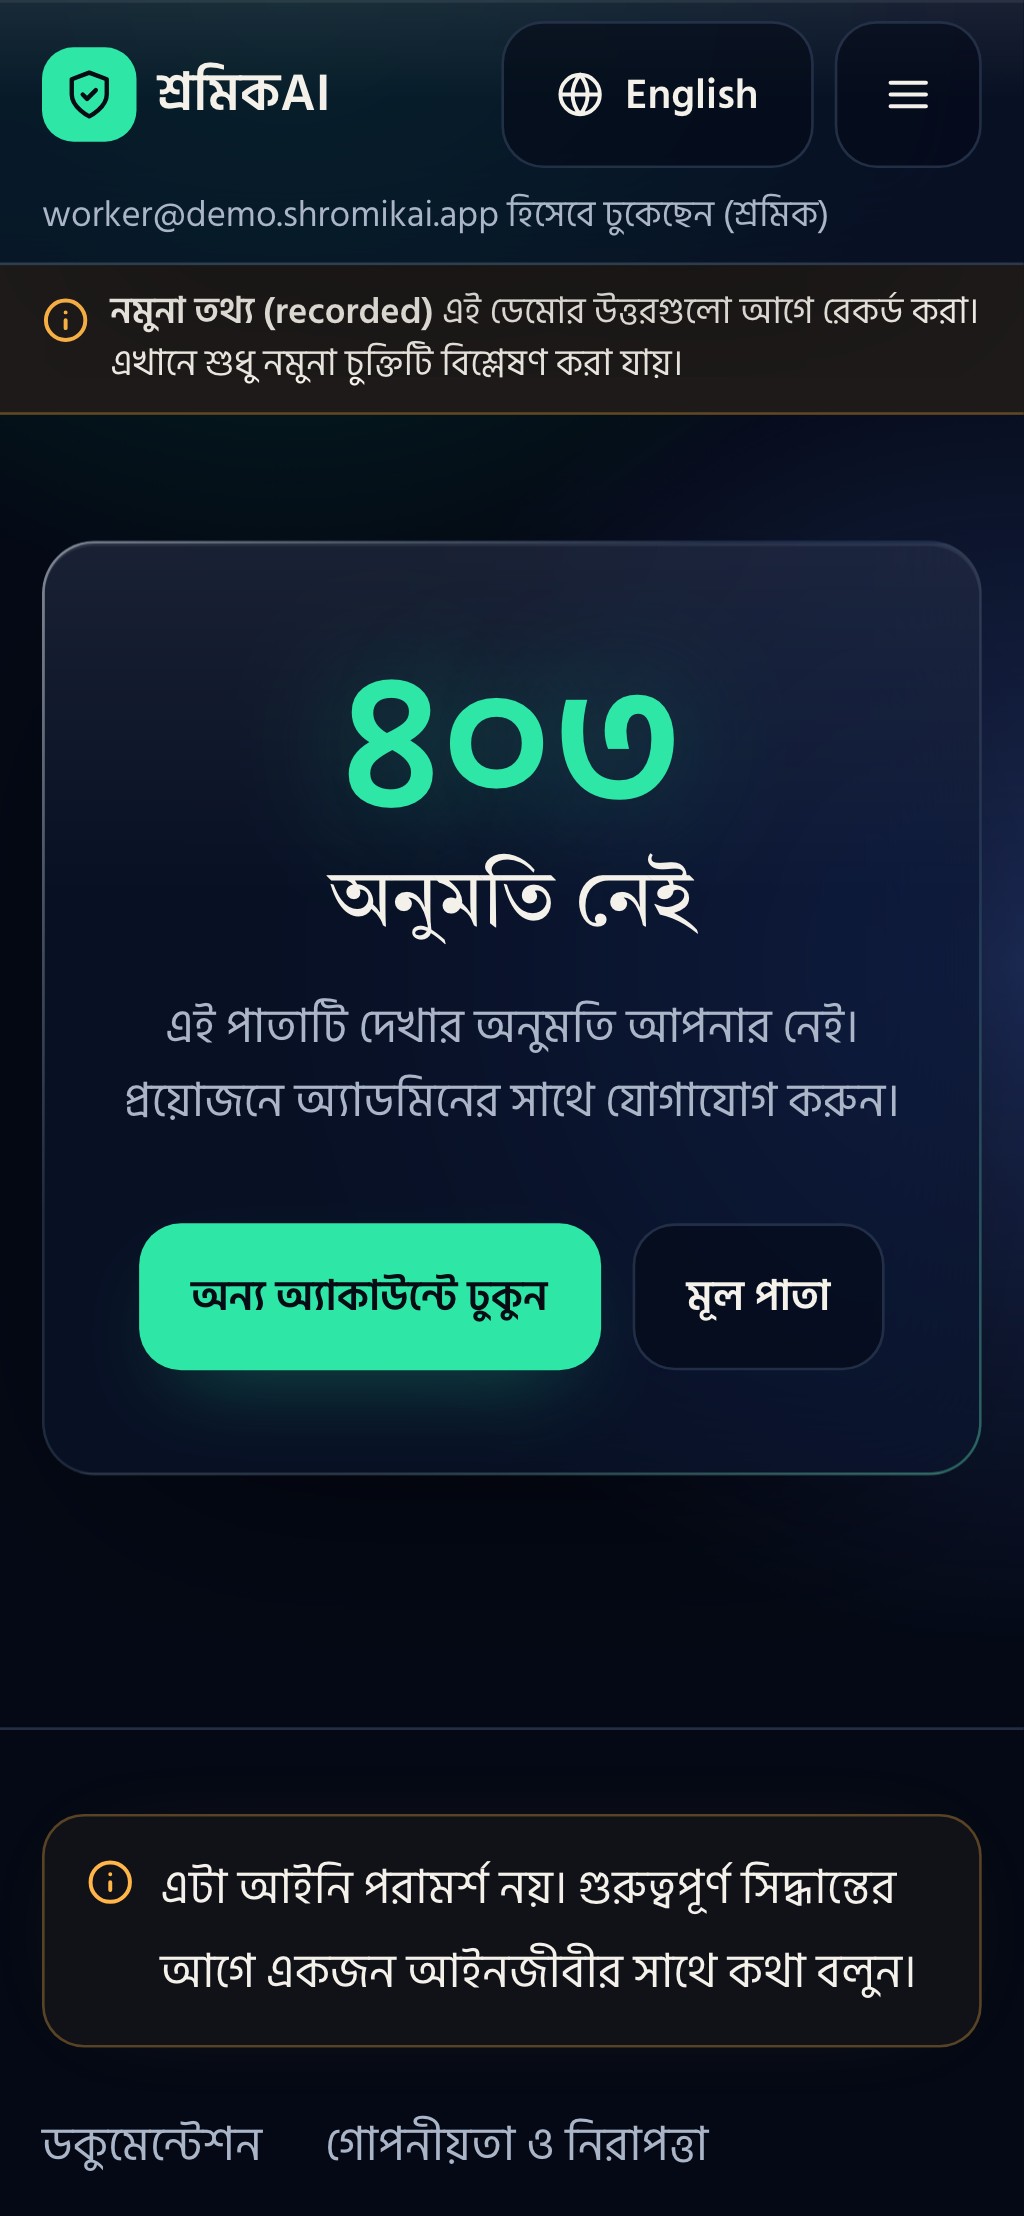 শ্রমিকAI
English
worker@demo.shromikai.app হিসেবে ঢুকেছেন (শ্রমিক)
নমুনা তথ্য (recorded) এই ডেমোর উত্তরগুলো আগে রেকর্ড করা।
এখানে শুধু নমুনা চুক্তিটি বিশ্লেষণ করা যায়।
৪০৩
অনুমতি নেই
এই পাতাটি দেখার অনুমতি আপনার নেই।
প্রয়োজনে অ্যাডমিনের সাথে যোগাযোগ করুন।
অন্য অ্যাকাউন্টে ঢুকুন
মূল পাতা
এটা আইনি পরামর্শ নয়। গুরুত্বপূর্ণ সিদ্ধান্তের
আগে একজন আইনজীবীর সাথে কথা বলুন।
ডকুমেন্টেশন
গোপনীয়তা ও নিরাপত্তা